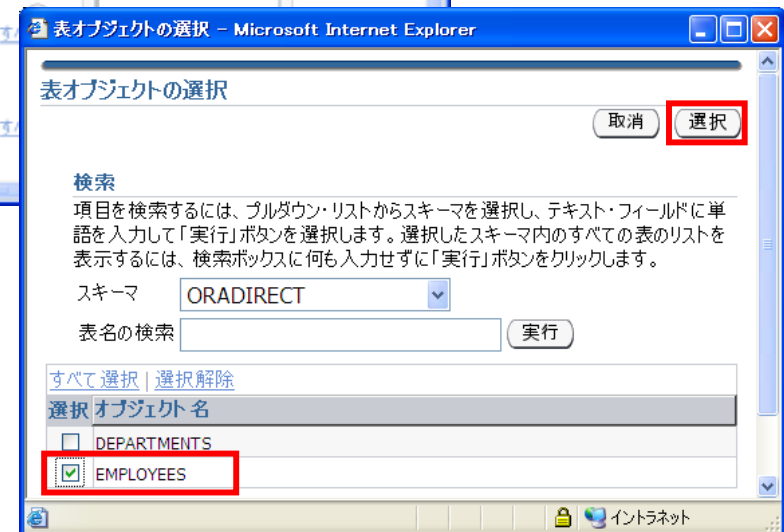 表オブジェクトの選択 - Microsoft Internet Explorer
表オブジェクトの選択
取消 選択
検索
項目を検索するには、プルダウン・リストからスキーマを選択し、テキスト・フィールドに単
語を入力して「実行」ボタンを選択します。選択したスキーマ内のすべての表のリストを
表示するには、検索ボックスに何も入力せずに「実行」ボタンをクリックします。
スキーマ ORADIRECT
表名の検索 実行
すべて選択 | 選択解除
選択 オブジェクト名
DEPARTMENTS
EMPLOYEES
イントラネット